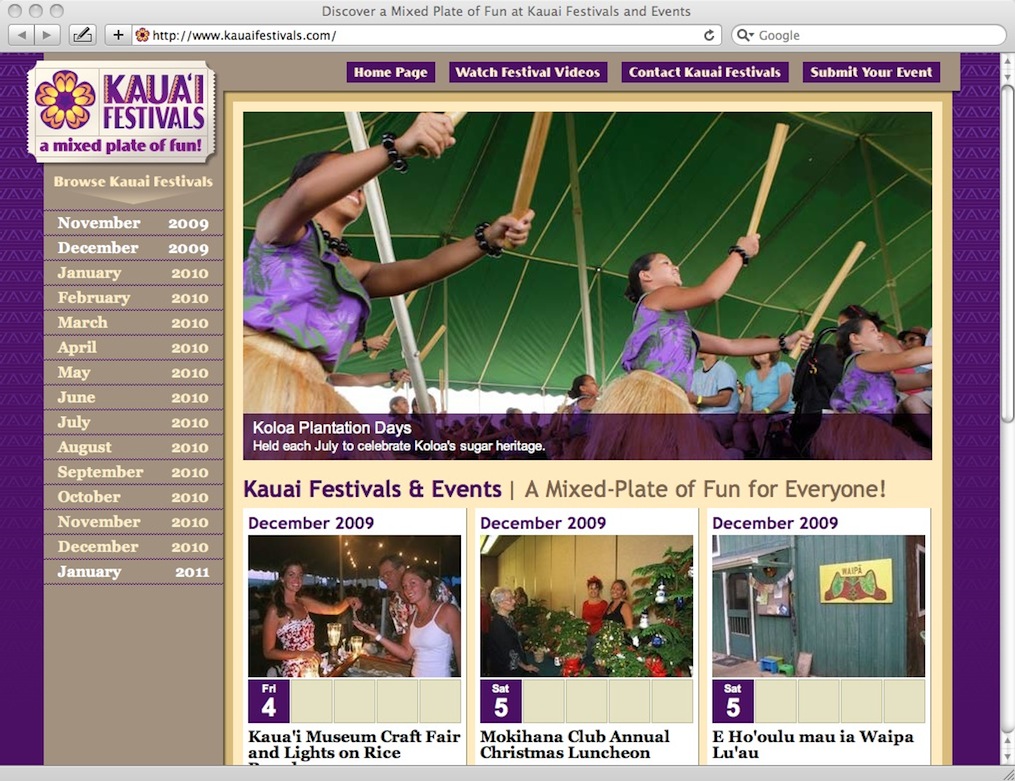 Discover a Mixed Plate of Fun at Kauai Festivals and Events
http://www.kauaifestivals.com/
Google
KAUA'I
FESTIVALS
a mixed plate of fun!
Home Page
Watch Festival Videos
Contact Kauai Festivals
Submit Your Event
Browse Kauai Festivals
November 2009
December 2009
January 2010
February 2010
March 2010
April 2010
May 2010
June 2010
July 2010
August 2010
September 2010
October 2010
November 2010
December 2010
January 2011
Koloa Plantation Days
Held each July to celebrate Koloa's sugar heritage.
Kauai Festivals & Events | A Mixed-Plate of Fun for Everyone!
December 2009
Fri
4
Kaua'i Museum Craft Fair
and Lights on Rice
December 2009
Sat
5
Mokihana Club Annual
Christmas Luncheon
December 2009
WAIPĀ
Sat
5
E Ho'oulu mau ia Waipa
Lu'au